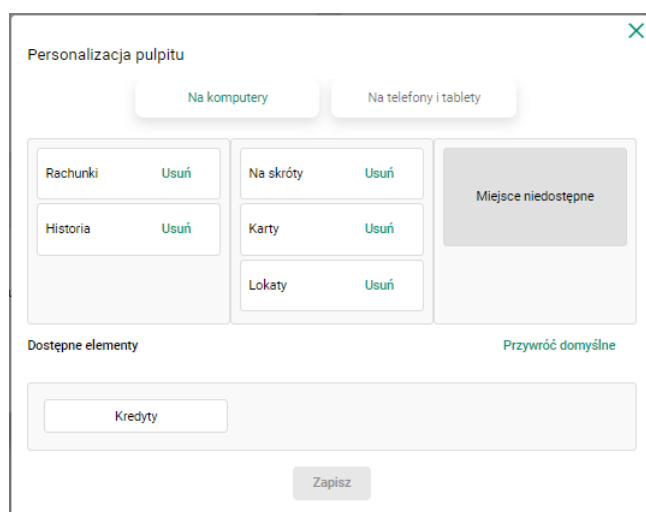 Personalizacja pulpitu
Na komputery
Na telefony i tablety
Rachunki Usuń
Historia Usuń
Na skróty Usuń
Karty Usuń
Lokaty Usuń
Miejsce niedostępne
Dostępne elementy
Przywróć domyślne
Kredyty
Zapisz